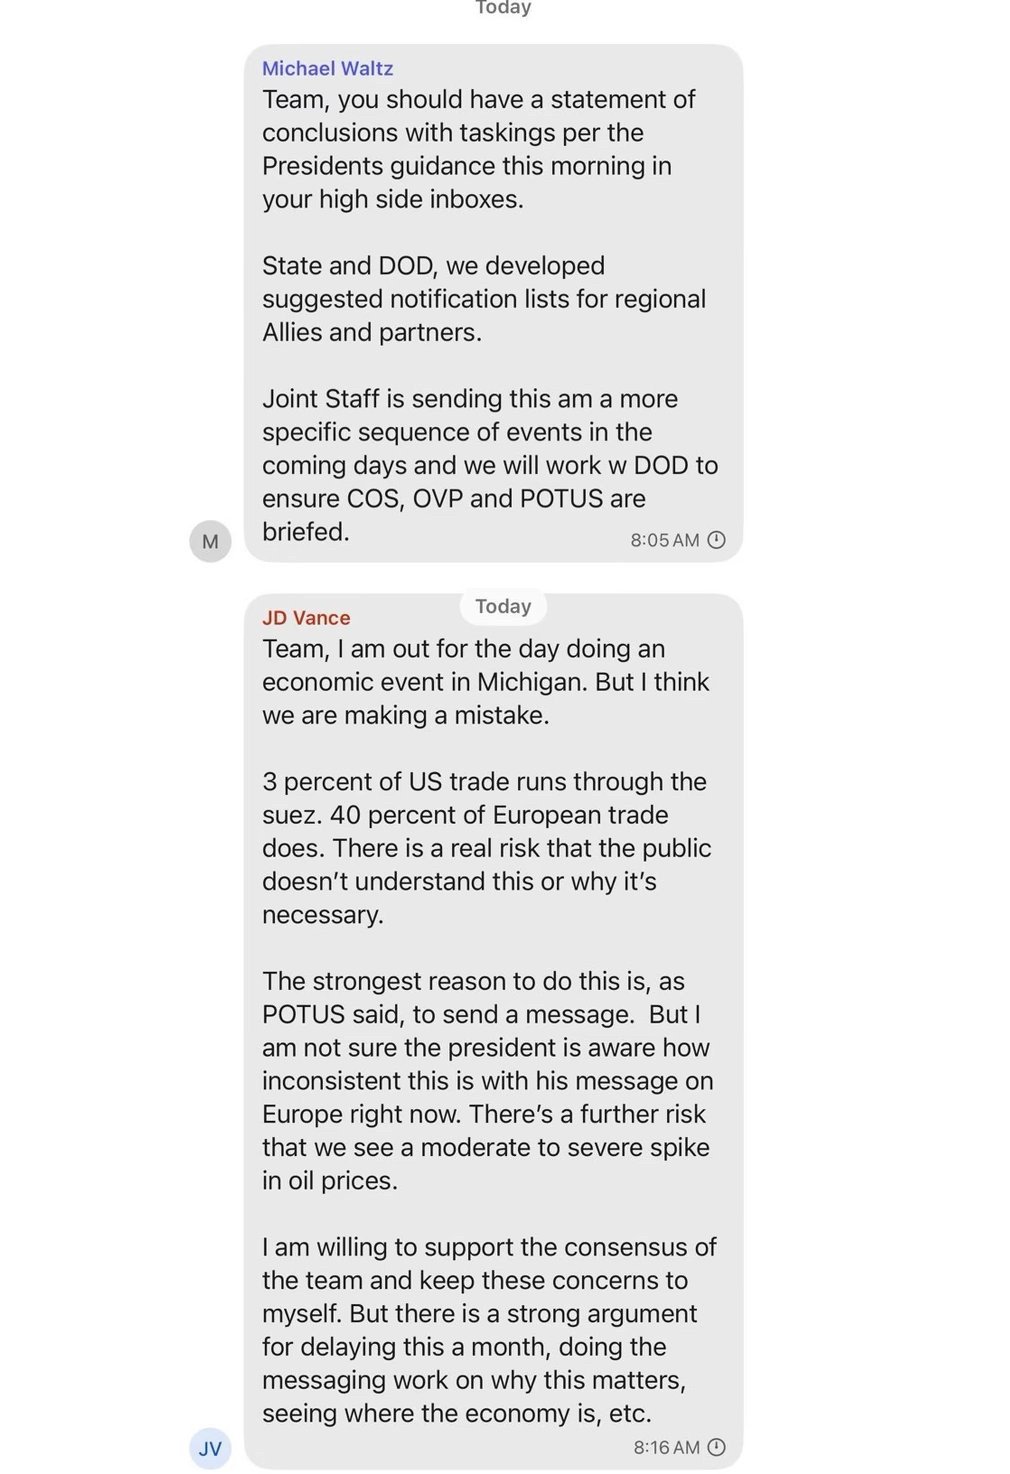 Today
Michael Waltz
Team, you should have a statement of
conclusions with taskings per the
Presidents guidance this morning in
your high side inboxes.
State and DOD, we developed
suggested notification lists for regional
Allies and partners.
Joint Staff is sending this am a more
specific sequence of events in the
coming days and we will work w DOD to
ensure COS, OVP and POTUS are
briefed.
8:05 AM
M
Today
JD Vance
Team, I am out for the day doing an
economic event in Michigan. But I think
we are making a mistake.
3 percent of US trade runs through the
suez. 40 percent of European trade
does. There is a real risk that the public
doesn’t understand this or why it’s
necessary.
The strongest reason to do this is, as
POTUS said, to send a message.  But I
am not sure the president is aware how
inconsistent this is with his message on
Europe right now. There’s a further risk
that we see a moderate to severe spike
in oil prices.
I am willing to support the consensus of
the team and keep these concerns to
myself. But there is a strong argument
for delaying this a month, doing the
messaging work on why this matters,
seeing where the economy is, etc.
8:16 AM
JV